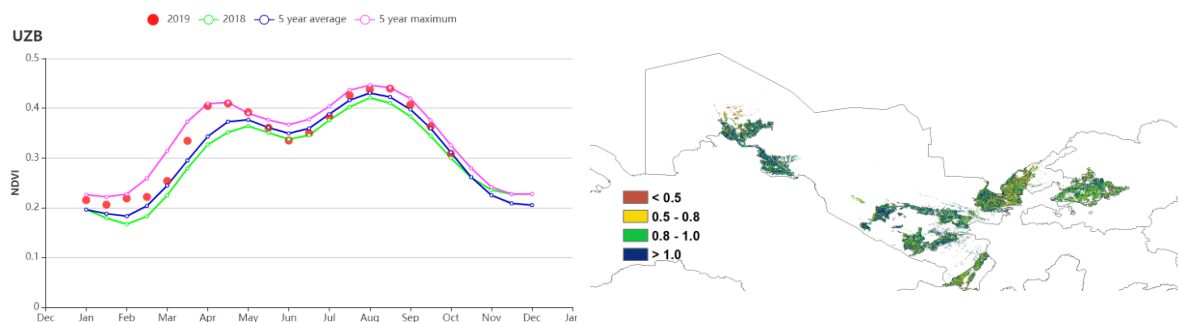 2019 2018 5 year average 5 year maximum
UZB
0.5
0.4
0.3
0.2
0.1
0
NDVI
Dec Jan Feb Mar Apr May Jun Jul Aug Sep Oct Nov Dec Jan
< 0.5
0.5 - 0.8
0.8 - 1.0
> 1.0